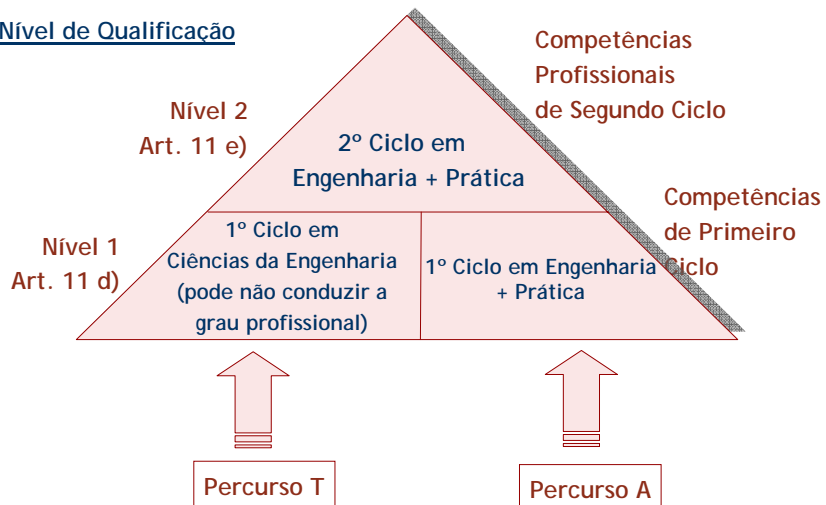 Nível de Qualificação
Competências
Profissionais
de Segundo Ciclo
Nível 2
Art. 11 e)
2º Ciclo em
Engenharia + Prática
Competências
de Primeiro
Ciclo
Nível 1
Art. 11 d)
1º Ciclo em
Ciências da Engenharia
(pode não conduzir a
grau profissional)
1º Ciclo em Engenharia
+ Prática
Percurso T
Percurso A